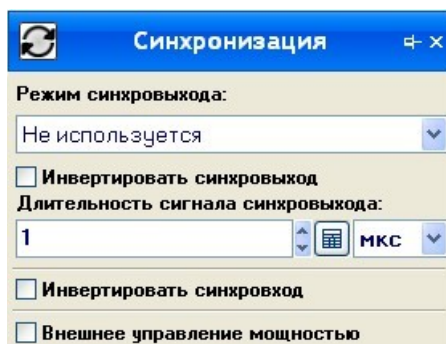 Синхронизация
Режим синхровыхода:
Не используется
Инвертировать синхровыход
Длительность сигнала синхровыхода:
1 мкс
Инвертировать синхровход
Внешнее управление мощностью